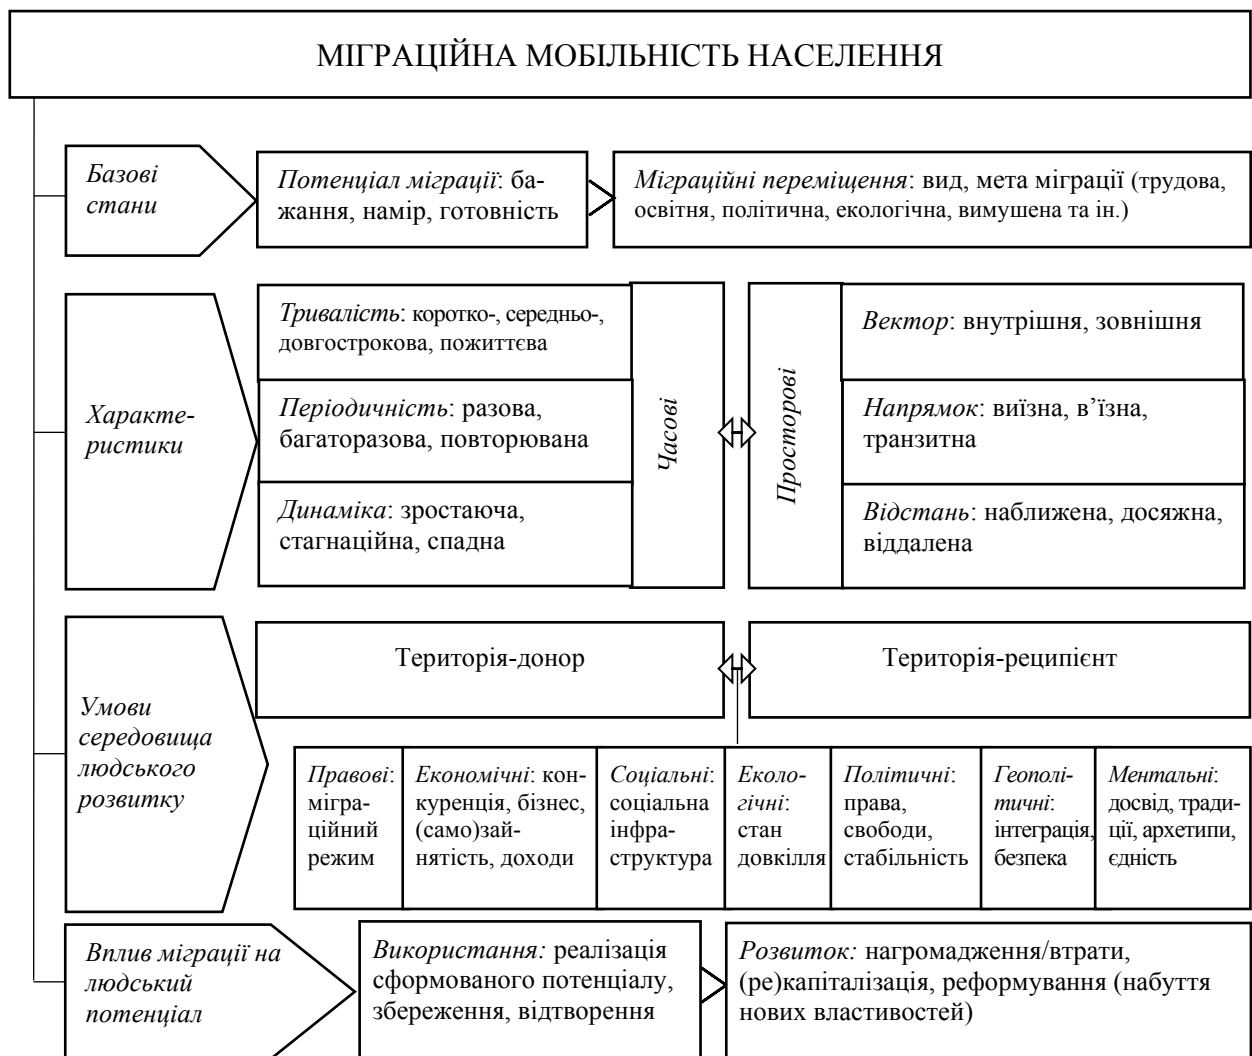 МІГРАЦІЙНА МОБІЛЬНІСТЬ НАСЕЛЕННЯ
Базові
стани
Потенціал міграції: ба-
жання, намір, готовність
Міграційні переміщення: вид, мета міграції (трудова,
освітня, політична, екологічна, вимушена та ін.)
Характе-
ристики
Тривалість: коротко-, середньо-,
довгострокова, пожиттєва
Періодичність: разова,
багаторазова, повторювана
Динаміка: зростаюча,
стагнаційна, спадна
Часові
Просторові
Вектор: внутрішня, зовнішня
Напрямок: виїзна, в’їзна,
транзитна
Відстань: наближена, досяжна,
віддалена
Умови
середовища
людського
розвитку
Територія-донор
Територія-реципієнт
Правові:
мігра-
ційний
режим
Економічні: кон-
куренція, бізнес,
(само)зай-
нятість, доходи
Соціальні:
соціальна
інфра-
структура
Еколо-
гічні:
стан
довкілля
Політичні:
права,
свободи,
стабільність
Геополі-
тичні:
інтеграція,
безпека
Ментальні:
досвід, тради-
ції, архетипи,
єдність
Вплив міграції на
людський
потенціал
Використання: реалізація
сформованого потенціалу,
збереження, відтворення
Розвиток: нагромадження/втрати,
(ре)капіталізація, реформування (набуття
нових властивостей)